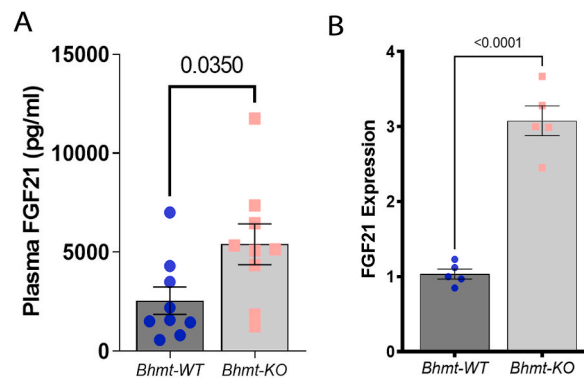 A
Plasma FGF21 (pg/ml)
15000
10000
5000
0
0.0350
Bhmt-WT Bhmt-KO
B
FGF21 Expression
4
3
2
1
0
<0.0001
Bhmt-WT Bhmt-KO